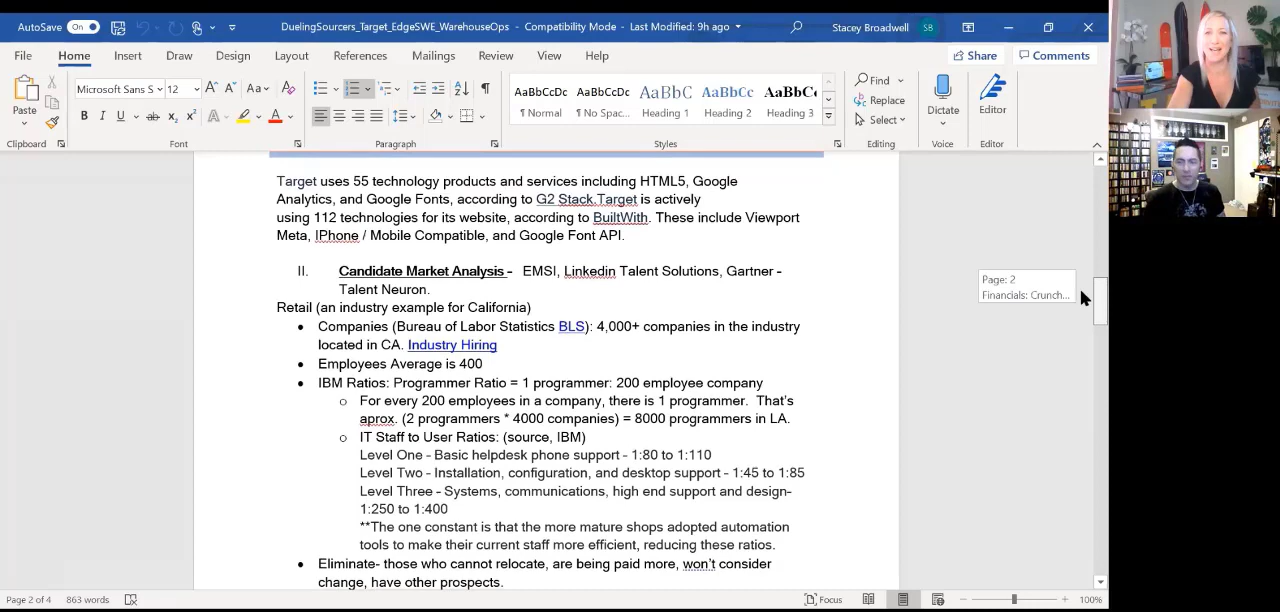 AutoSave On DuelingSourcers_Target_EdgeSWE_WarehouseOps - Compatibility Mode - Last Modified: 9h ago Stacey Broadwell SB
File Home Insert Draw Design Layout References Mailings Review View Help Share Comments
Microsoft Sans S 12 Aa
Paste
B I U ab X₂ X² A A
AaBbCcDc AaBbCcDc AaBbC AaBbCc AaBbCc
¶ Normal ¶ No Spac... Heading 1 Heading 2 Heading 3
Find
Replace
Select
Dictate
Editor
Clipboard Font Paragraph Styles Editing Voice Editor
Target uses 55 technology products and services including HTML5, Google
Analytics, and Google Fonts, according to G2 Stack.Target is actively
using 112 technologies for its website, according to BuiltWith. These include Viewport
Meta, IPhone / Mobile Compatible, and Google Font API.
II. Candidate Market Analysis - EMSI, Linkedin Talent Solutions, Gartner -
Talent Neuron.
Retail (an industry example for California)
• Companies (Bureau of Labor Statistics BLS): 4,000+ companies in the industry
located in CA. Industry Hiring
• Employees Average is 400
• IBM Ratios: Programmer Ratio = 1 programmer: 200 employee company
o For every 200 employees in a company, there is 1 programmer. That's
aprox. (2 programmers * 4000 companies) = 8000 programmers in LA.
o IT Staff to User Ratios: (source, IBM)
Level One - Basic helpdesk phone support - 1:80 to 1:110
Level Two - Installation, configuration, and desktop support - 1:45 to 1:85
Level Three - Systems, communications, high end support and design-
1:250 to 1:400
**The one constant is that the more mature shops adopted automation
tools to make their current staff more efficient, reducing these ratios.
• Eliminate- those who cannot relocate, are being paid more, won't consider
change, have other prospects.
Page: 2
Financials: Crunch...
Page 2 of 4 863 words Focus 100%